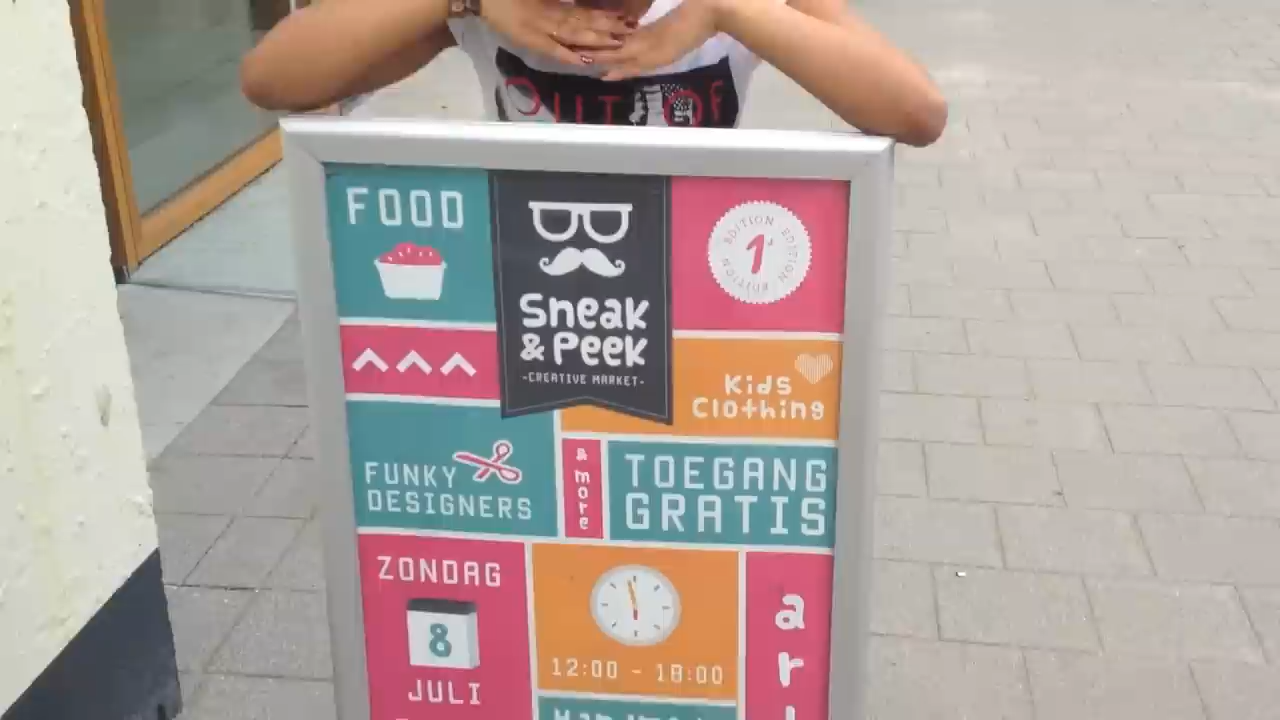 OUT OF
FOOD
Sneak
& Peek
-CREATIVE MARKET-
EDITION EDITION EDITION
1e
Kids
Clothing
FUNKY
DESIGNERS
& more
TOEGANG
GRATIS
ZONDAG
8
JULI
12:00 - 18:00